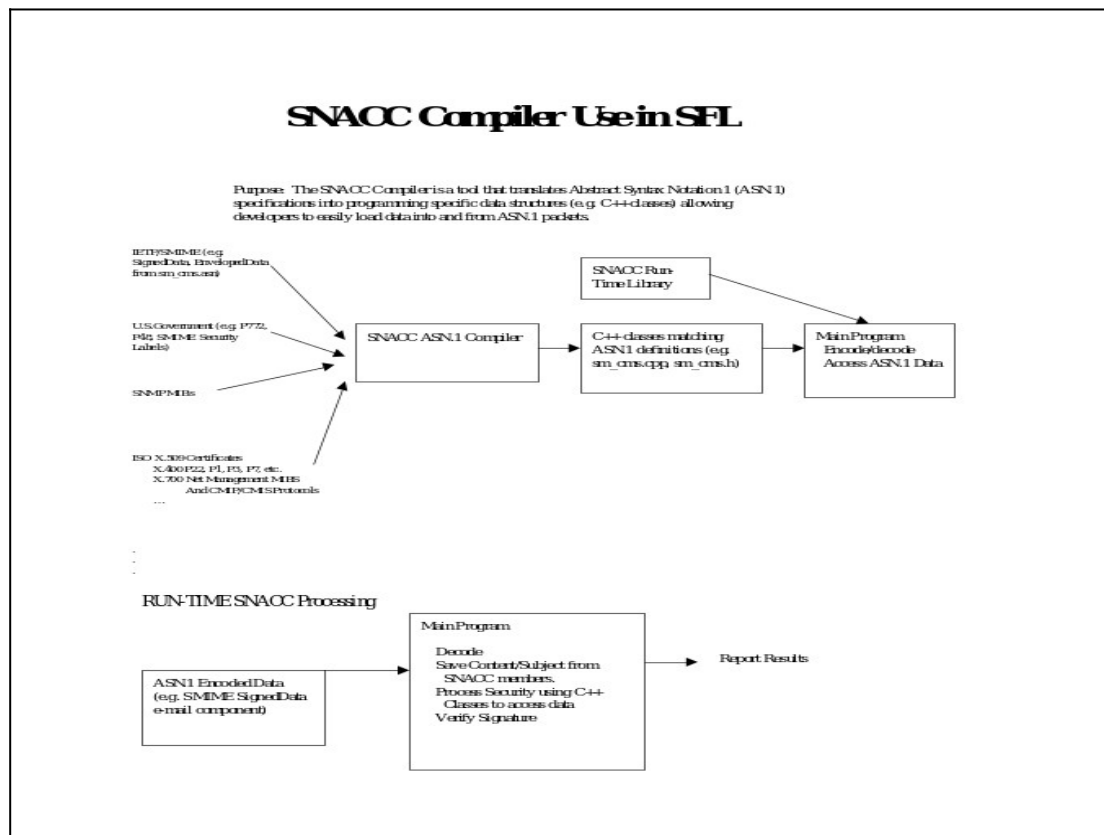 SNACC Compiler Use in SFL
Purpose: The SNACC Compiler is a tool that translates Abstract Syntax Notation 1 (ASN.1)
specifications into programming specific data structures (e.g. C++ classes) allowing
developers to easily load data into and from ASN.1 packets.
IETF/SMIME (e.g.
SignedData, EnvelopedData
from sm_cms.asn)
U.S. Government (e.g. P772,
P48, SMIME Security
Labels)
SNMP MIBs
ISO X.509 Certificates
X.400 P22, P1, P3, P7, etc.
X.700 Net Management MIBS
And CMIP/CMIS Protocols
...
SNACC ASN.1 Compiler
SNACC Run-
Time Library
C++ classes matching
ASN.1 definitions (e.g.
sm_cms.cpp, sm_cms.h)
Main Program
Encode/decode
Access ASN.1 Data
.
.
.
RUN-TIME SNACC Processing
ASN.1 Encoded Data
(e.g. SMIME SignedData
e-mail component)
Main Program
Decode
Save Content/Subject from
SNACC members.
Process Security using C++
Classes to access data
Verify Signature
Report Results